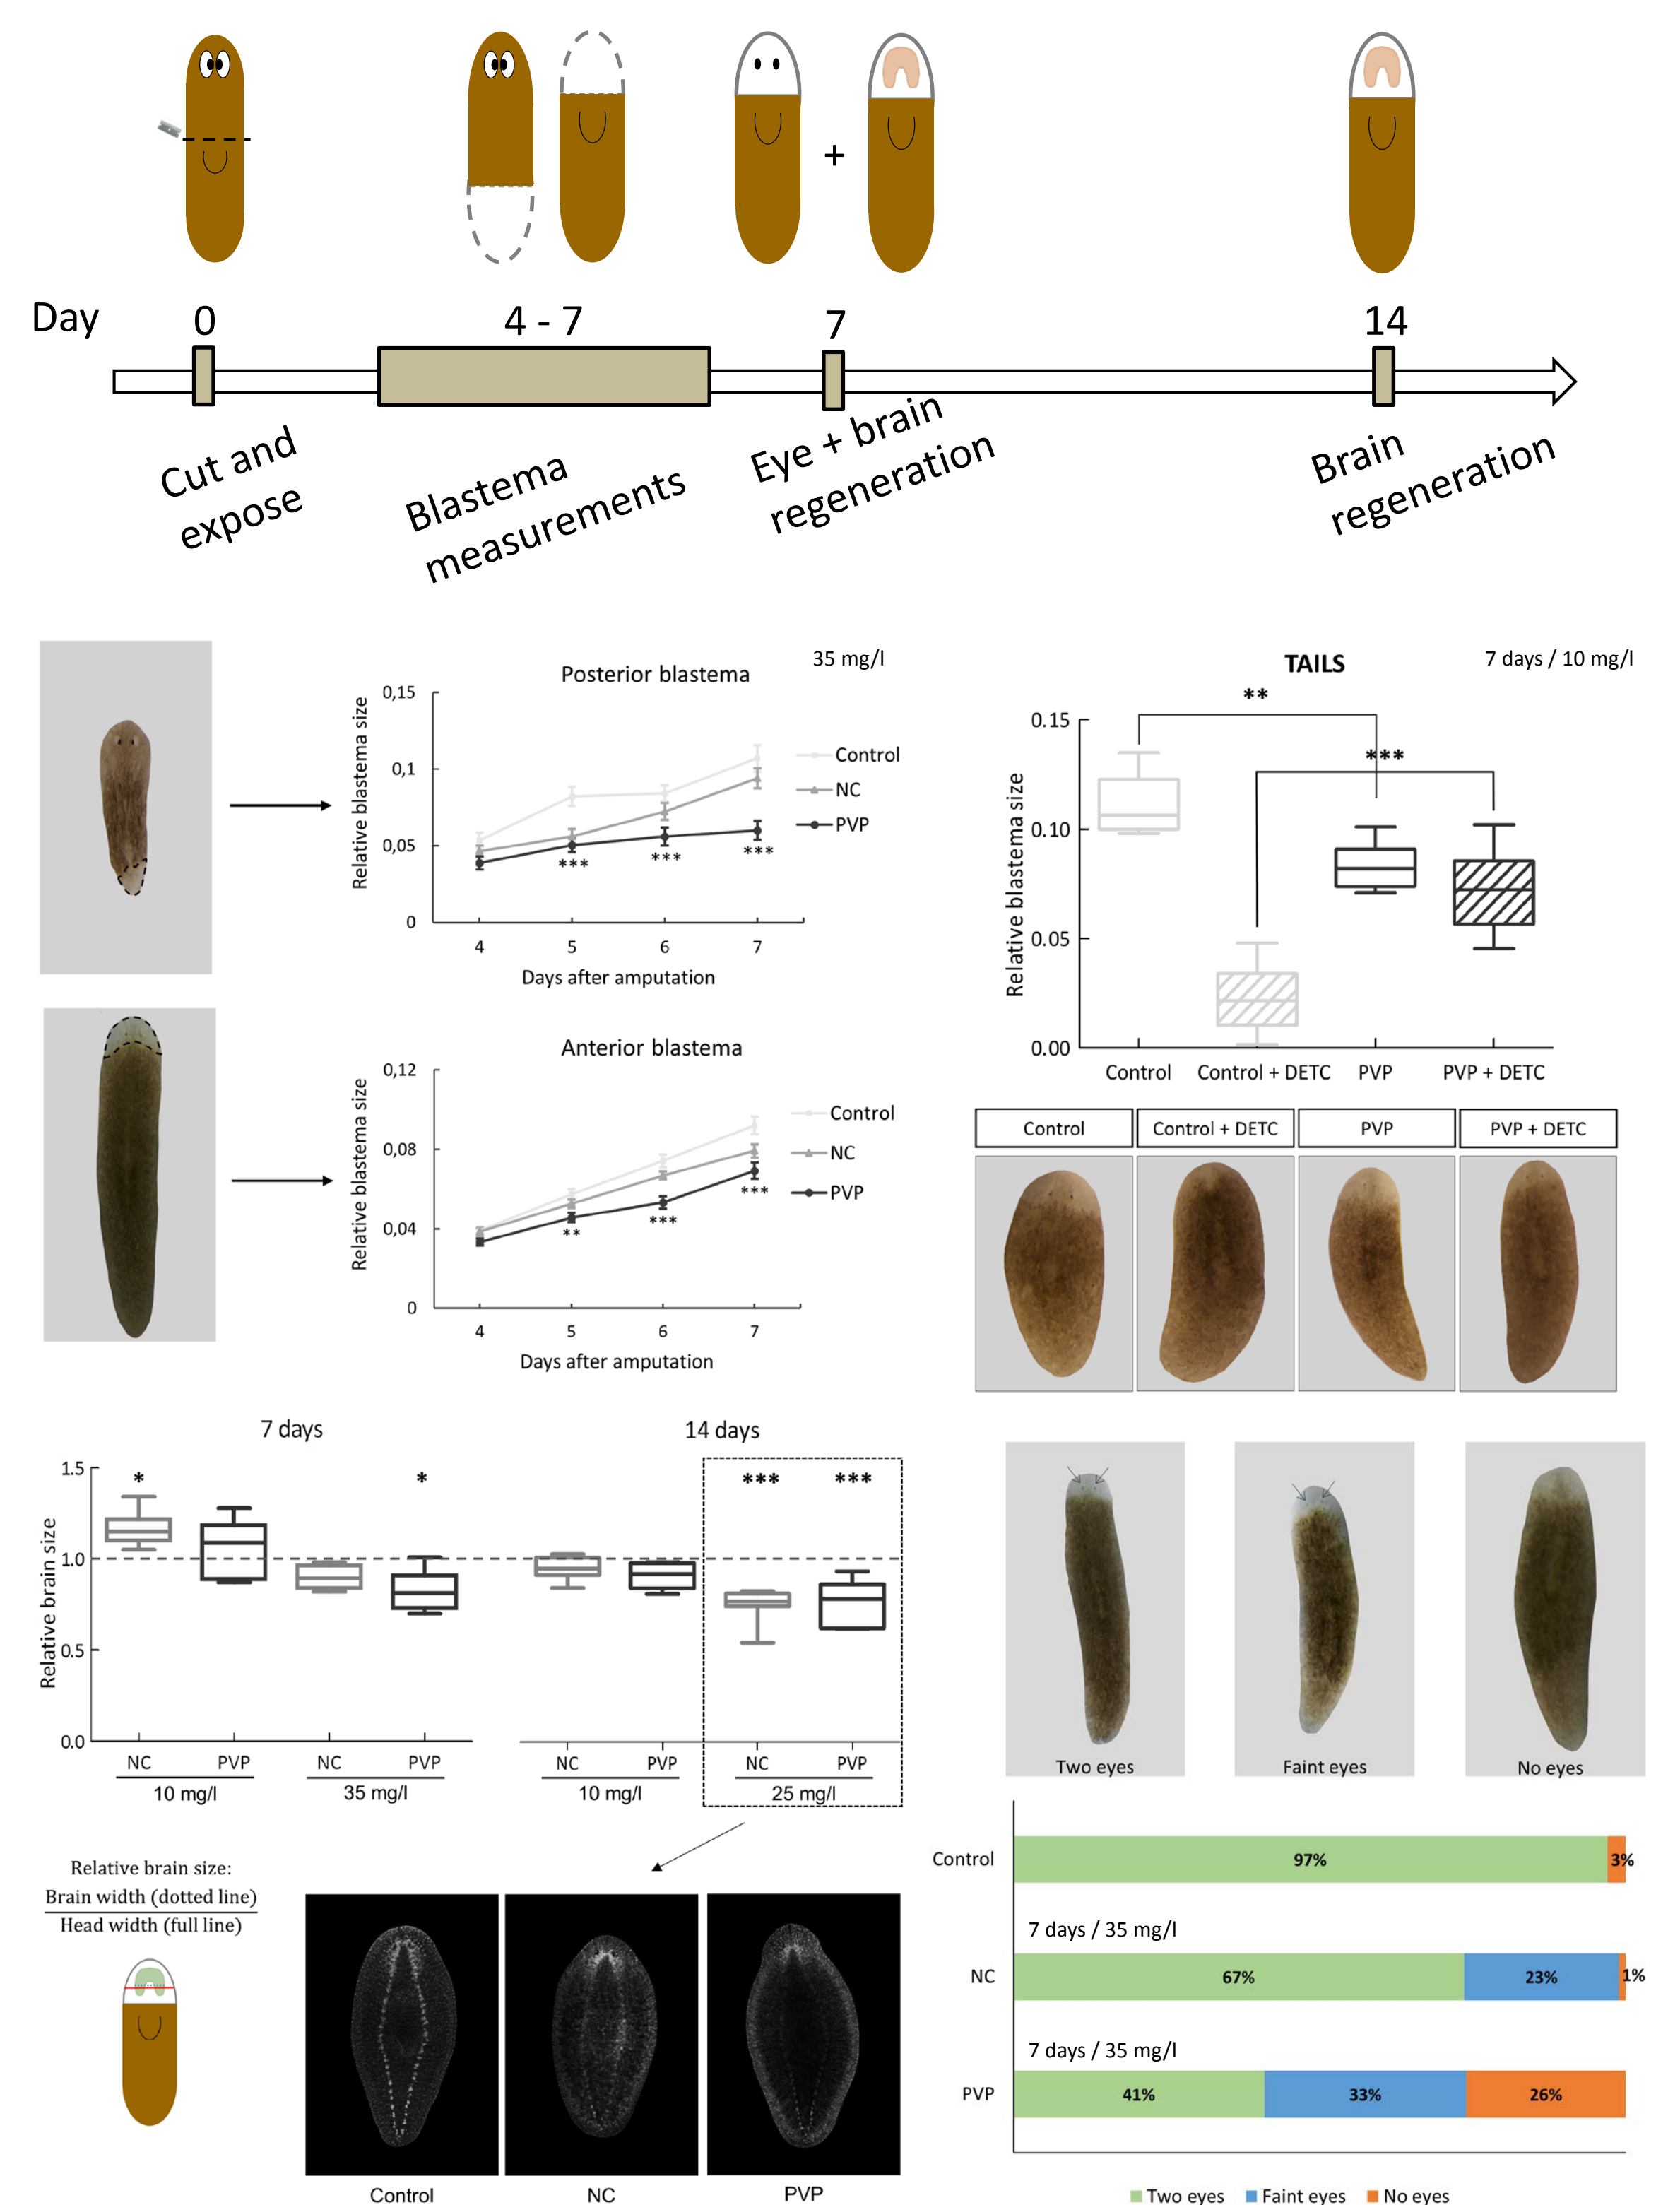 Day
0
4 - 7
7
14
+
Cut and
expose
Blastema
measurements
Eye + brain
regeneration
Brain
regeneration
Posterior blastema
35 mg/l
Relative blastema size
0,15
0,1
0,05
0
4
5
6
7
Days after amputation
***
***
***
Control
NC
PVP
TAILS
7 days / 10 mg/l
**
***
Relative blastema size
0.15
0.10
0.05
0.00
Control
Control + DETC
PVP
PVP + DETC
Anterior blastema
Relative blastema size
0,12
0,08
0,04
0
4
5
6
7
Days after amputation
**
***
***
Control
NC
PVP
Control
Control + DETC
PVP
PVP + DETC
7 days
14 days
Relative brain size
1.5
1.0
0.5
0.0
*
*
***
***
NC
PVP
NC
PVP
NC
PVP
NC
PVP
10 mg/l
35 mg/l
10 mg/l
25 mg/l
Two eyes
Faint eyes
No eyes
Relative brain size:
Brain width (dotted line)
Head width (full line)
Control
NC
PVP
Control
97%
3%
7 days / 35 mg/l
NC
67%
23%
1%
7 days / 35 mg/l
PVP
41%
33%
26%
Two eyes
Faint eyes
No eyes